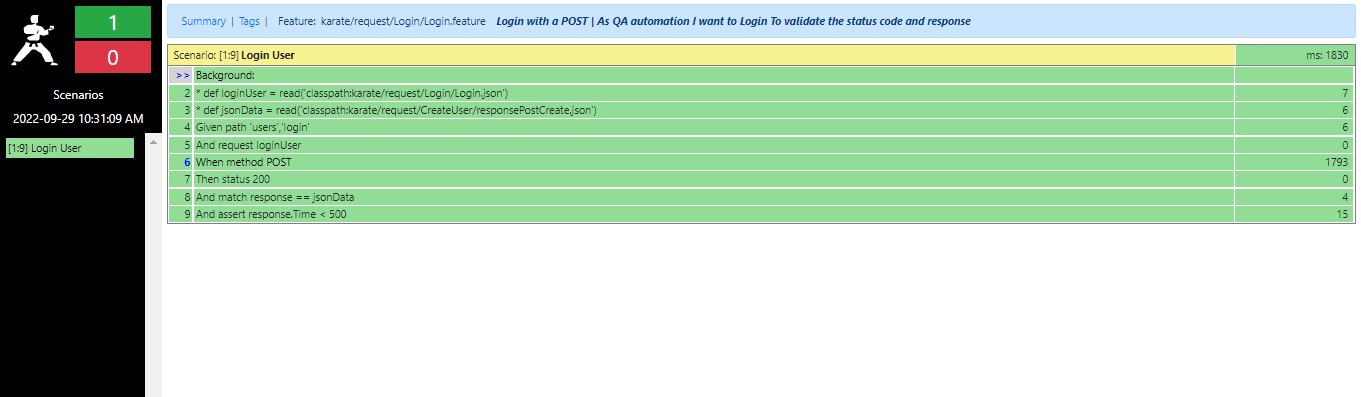 1
0
Scenarios
2022-09-29 10:31:09 AM
[1:9] Login User
Summary | Tags | Feature: karate/request/Login/Login.feature Login with a POST | As QA automation I want to Login To validate the status code and response
Scenario: [1:9] Login User ms: 1830
>> Background:
2 * def loginUser = read('classpath:karate/request/Login/Login.json') 7
3 * def jsonData = read('classpath:karate/request/CreateUser/responsePostCreate.json') 6
4 Given path 'users','login' 6
5 And request loginUser 0
6 When method POST 1793
7 Then status 200 0
8 And match response == jsonData 4
9 And assert response.Time < 500 15